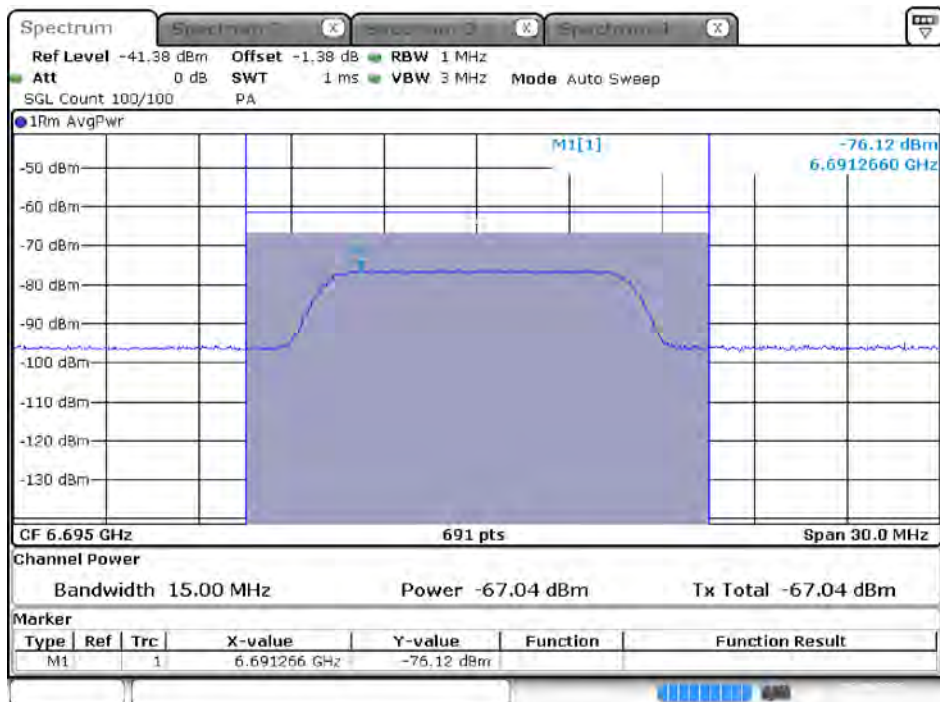 Spectrum X X X
Ref Level -41.38 dBm Offset -1.38 dB RBW 1 MHz
Att 0 dB SWT 1 ms VBW 3 MHz Mode Auto Sweep
SGL Count 100/100 PA
1Rm AvgPwr
M1[1] -76.12 dBm
6.6912660 GHz
-50 dBm
-60 dBm
-70 dBm
-80 dBm
-90 dBm
-100 dBm
-110 dBm
-120 dBm
-130 dBm
CF 6.695 GHz 691 pts Span 30.0 MHz
Channel Power
Bandwidth 15.00 MHz Power -67.04 dBm Tx Total -67.04 dBm
Marker
Type Ref Trc X-value Y-value Function Function Result
M1 1 6.691266 GHz -76.12 dBm